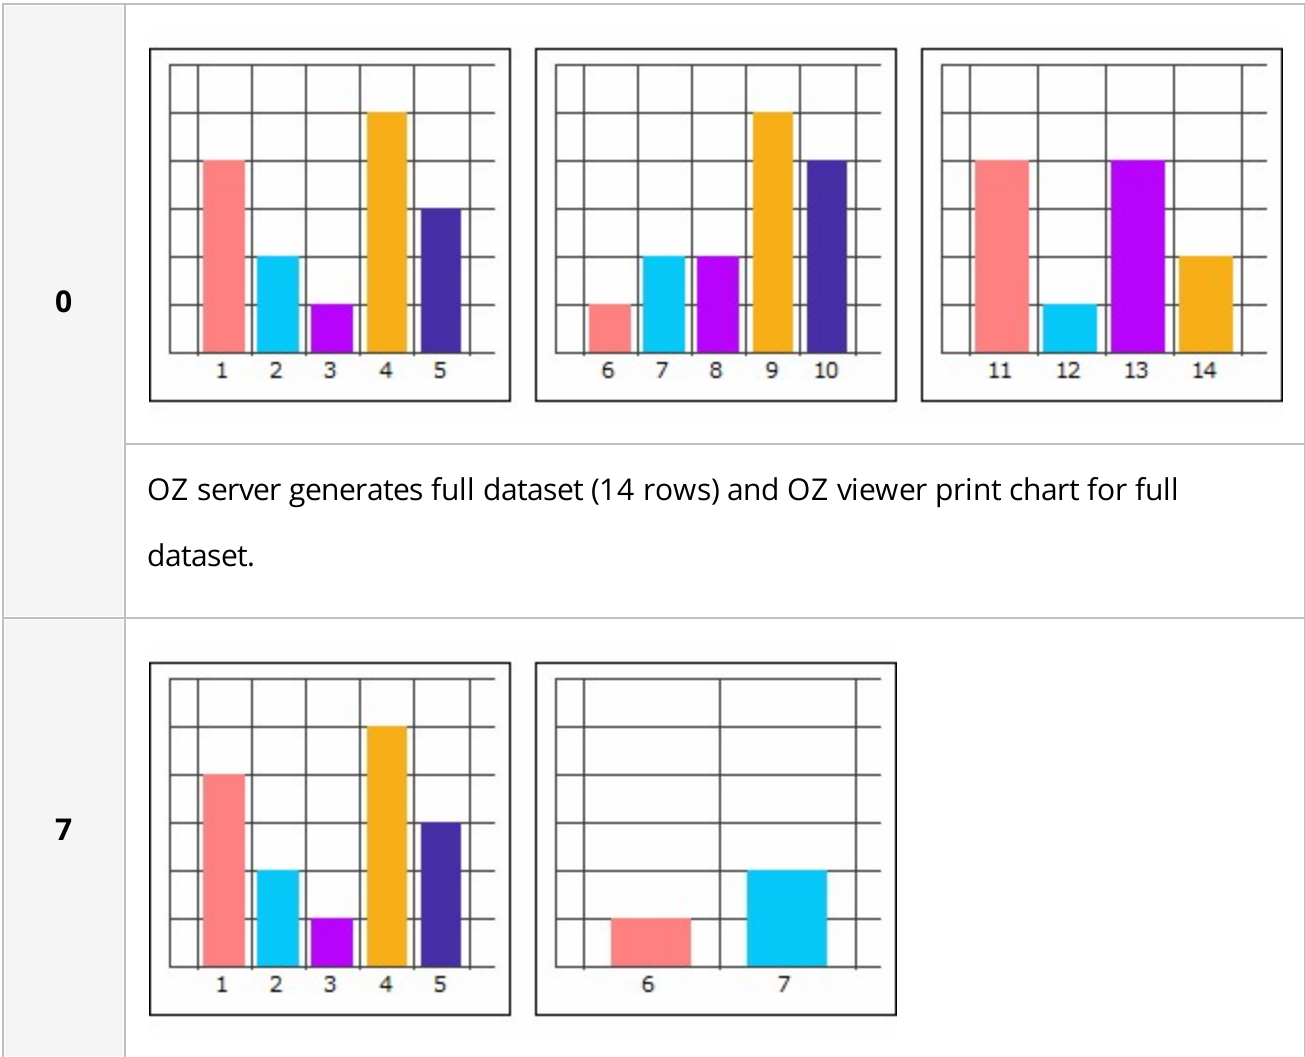 1 2 3 4 5
6 7 8 9 10
11 12 13 14
0
OZ server generates full dataset (14 rows) and OZ viewer print chart for full
dataset.
1 2 3 4 5
6 7
7